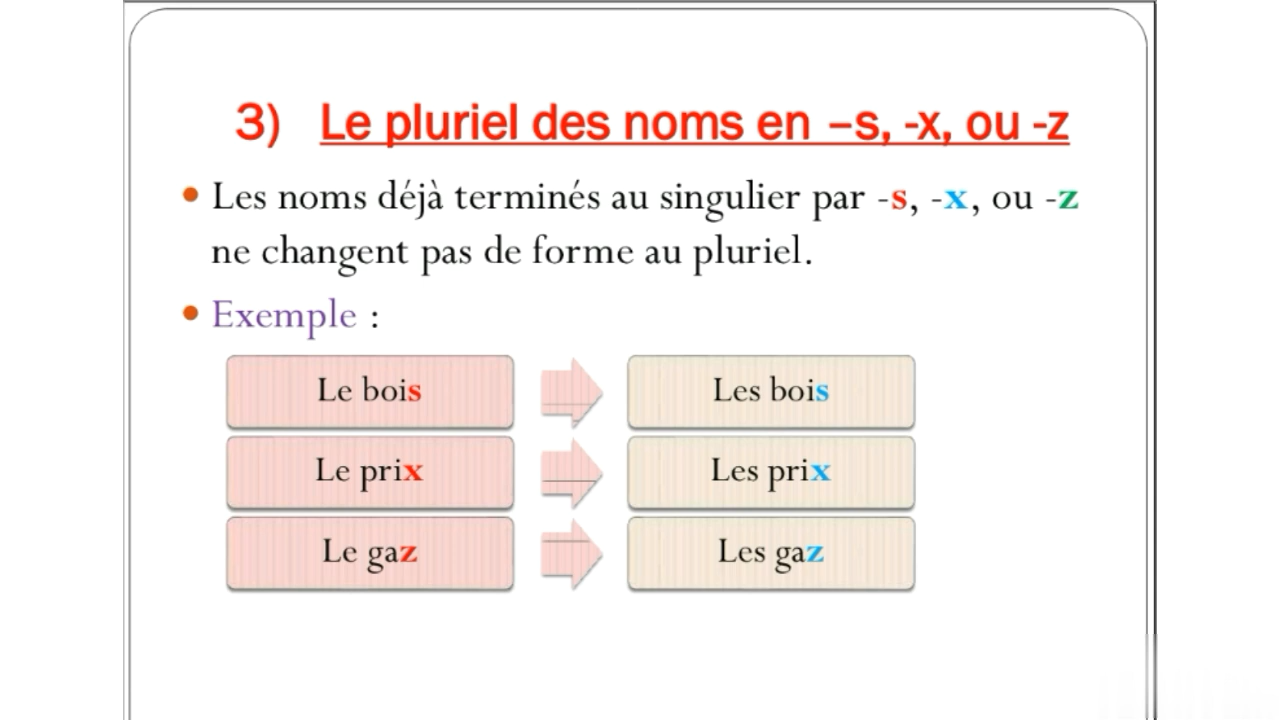 3) Le pluriel des noms en –s, -x, ou -z
• Les noms déjà terminés au singulier par -s, -x, ou -z
ne changent pas de forme au pluriel.
• Exemple :
Le bois Les bois
Le prix Les prix
Le gaz Les gaz